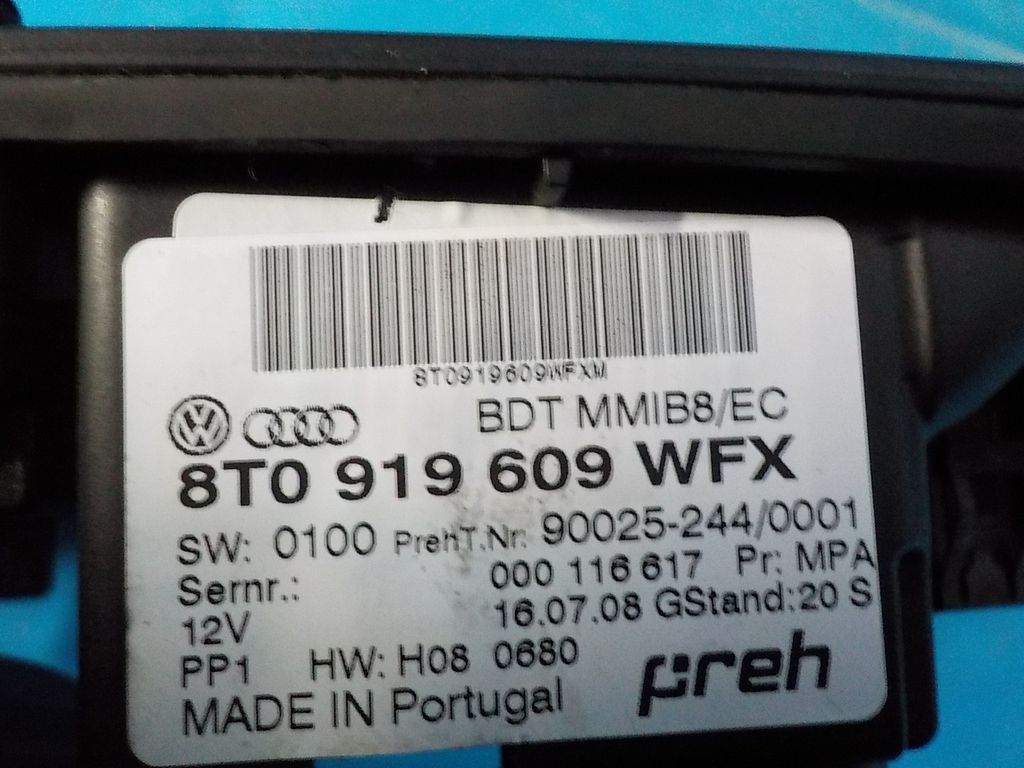 8T0919609WFXM
BDT MMIB8/EC
8T0 919 609 WFX
SW: 0100 PrehT.Nr. 90025-244/0001
Sernr.: 000 116 617 Pr: MPA
12V 16.07.08 GStand:20 S
PP1 HW: H08 0680
preh
MADE IN Portugal